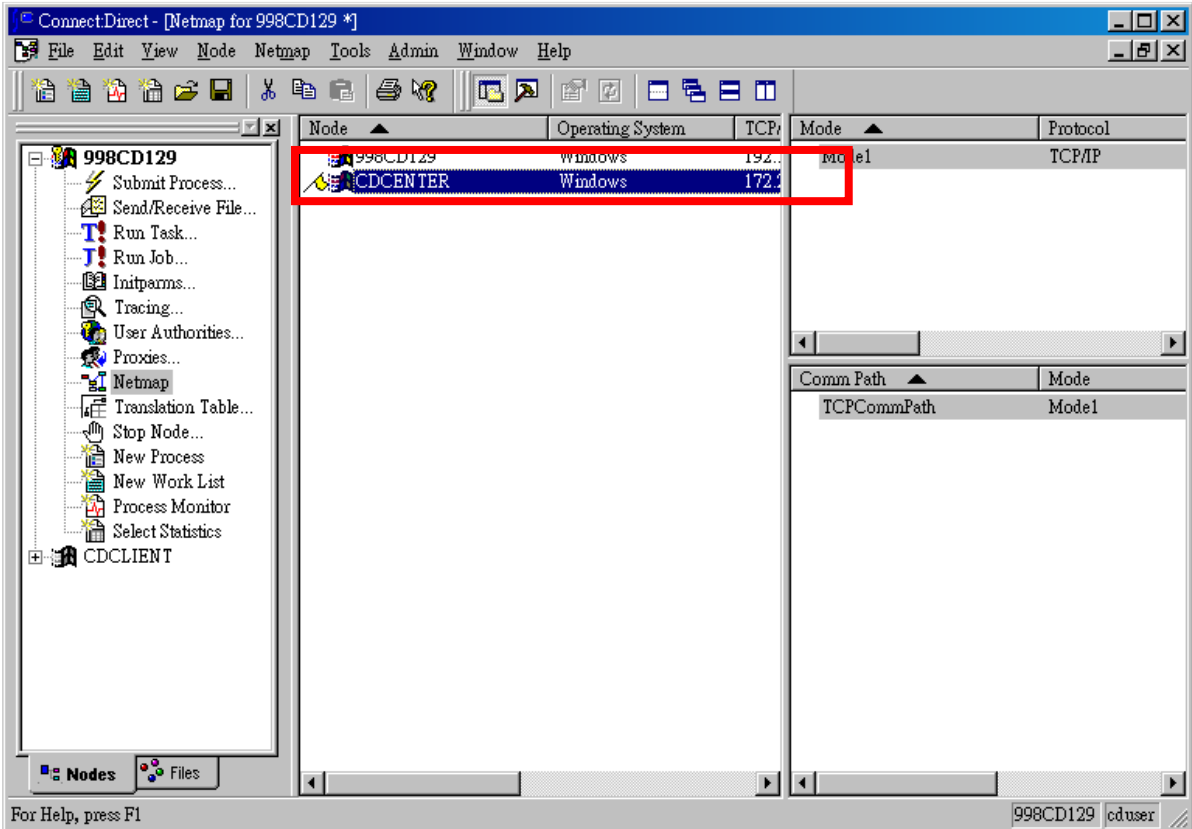 Connect:Direct - [Netmap for 998CD129 *]
File Edit View Node Netmap Tools Admin Window Help
998CD129
Submit Process...
Send/Receive File...
Run Task...
Run Job...
Initparms...
Tracing...
User Authorities...
Proxies...
Netmap
Translation Table...
Stop Node...
New Process
New Work List
Process Monitor
Select Statistics
CDCLIENT
Nodes Files
Node Operating System TCP/
998CD129 Windows 192..
CDCENTER Windows 172.2
Mode Protocol
Model TCP/IP
Comm Path Mode
TCPCommPath Mode1
For Help, press F1
998CD129 cduser